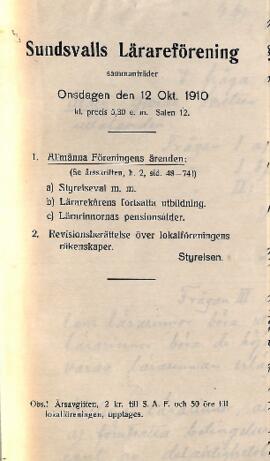 Sundsvalls Lärareförening
sammanträder
Onsdagen den 12 Okt. 1910
kl. precis 5,30 e. m. Salen 12.
1. Allmänna Föreningens ärenden:
(Se årsskriften, h. 2, sid. 48—74!)
a) Styrelseval m. m.
b) Lärarekårens fortsatta utbildning.
c) Lärarinnornas pensionsålder.
2. Revisionsberättelse över lokalföreningens
räkenskaper.
Styrelsen.
Frågan III
Obs.! Årsavgiften, 2 kr. till S. A. F. och 50 öre till
lokalföreningen, upptages.